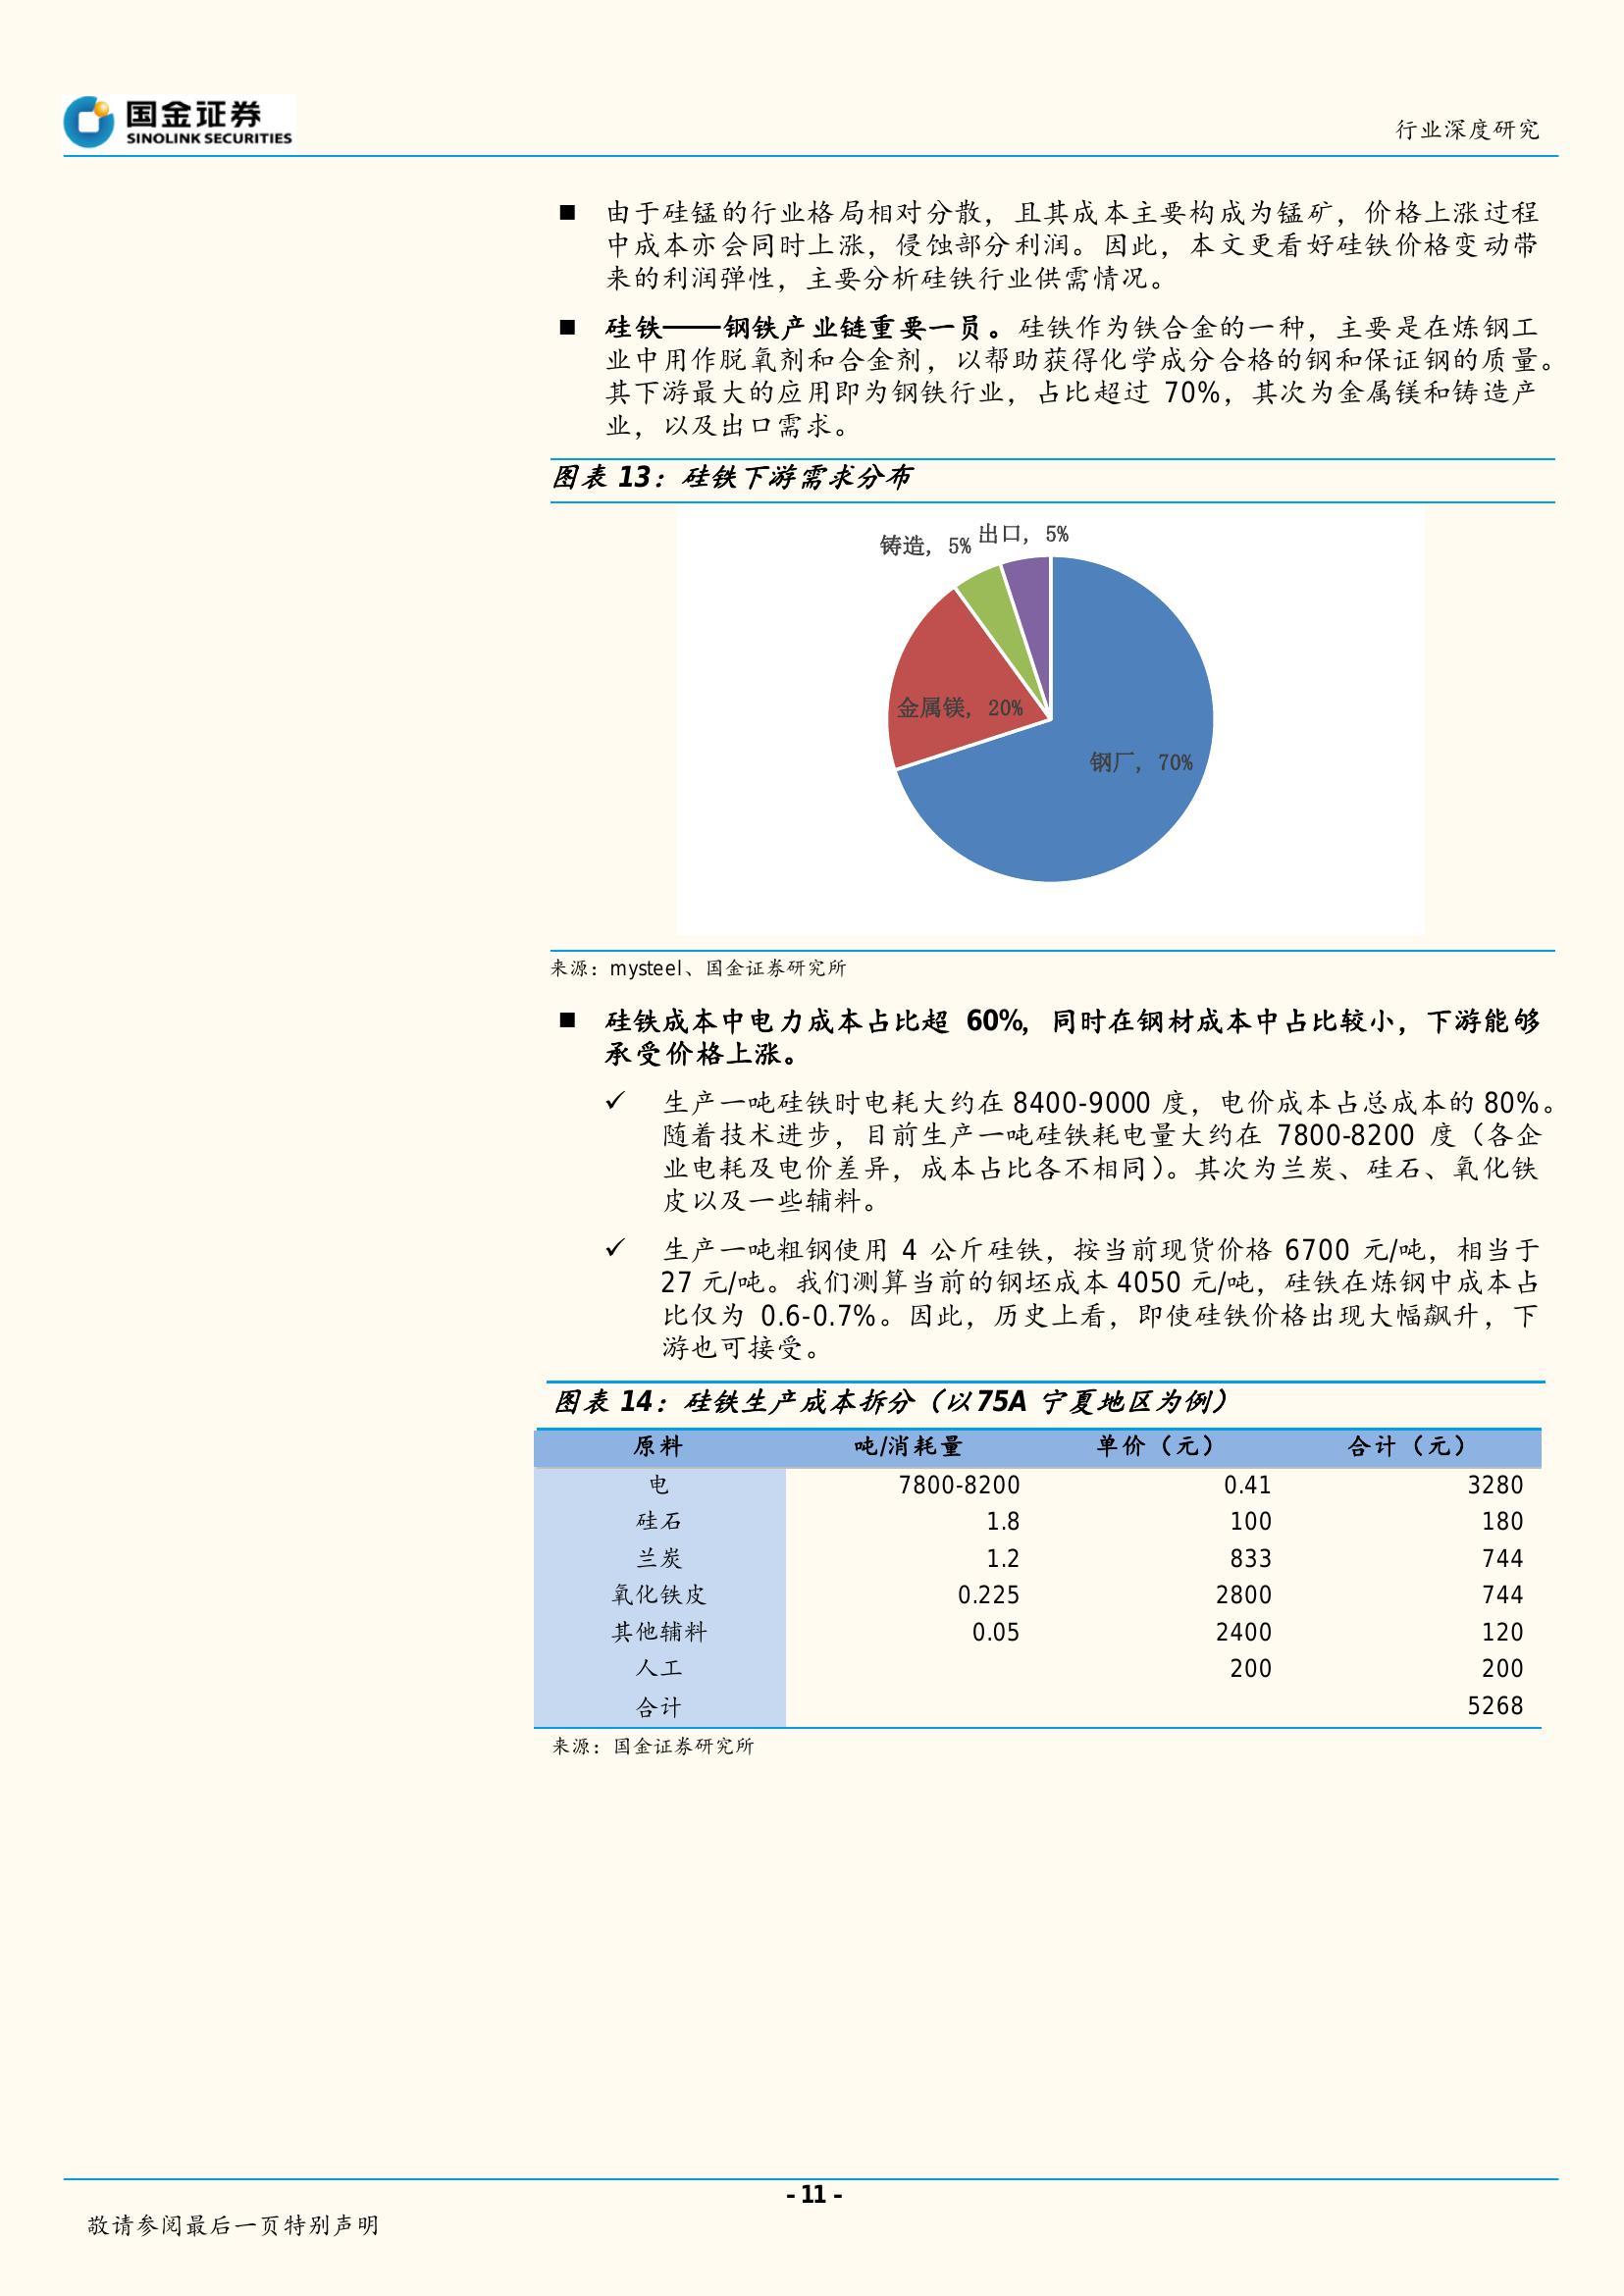 国金证券
SINOLINK SECURITIES
行业深度研究
■ 由于硅锰的行业格局相对分散，且其成本主要构成为锰矿，价格上涨过程
中成本亦会同时上涨，侵蚀部分利润。因此，本文更看好硅铁价格变动带
来的利润弹性，主要分析硅铁行业供需情况。
■ 硅铁——钢铁产业链重要一员。硅铁作为铁合金的一种，主要是在炼钢工
业中用作脱氧剂和合金剂，以帮助获得化学成分合格的钢和保证钢的质量。
其下游最大的应用即为钢铁行业，占比超过 70%，其次为金属镁和铸造产
业，以及出口需求。
图表 13：硅铁下游需求分布
铸造, 5%
出口, 5%
金属镁, 20%
钢厂, 70%
来源：mysteel、国金证券研究所
■ 硅铁成本中电力成本占比超 60%，同时在钢材成本中占比较小，下游能够
承受价格上涨。
✓ 生产一吨硅铁时电耗大约在 8400-9000 度，电价成本占总成本的 80%。
随着技术进步，目前生产一吨硅铁耗电量大约在 7800-8200 度（各企
业电耗及电价差异，成本占比各不相同）。其次为兰炭、硅石、氧化铁
皮以及一些辅料。
✓ 生产一吨粗钢使用 4 公斤硅铁，按当前现货价格 6700 元/吨，相当于
27 元/吨。我们测算当前的钢坯成本 4050 元/吨，硅铁在炼钢中成本占
比仅为 0.6-0.7%。因此，历史上看，即使硅铁价格出现大幅飙升，下
游也可接受。
图表 14：硅铁生产成本拆分（以 75A 宁夏地区为例）
原料 吨/消耗量 单价（元） 合计（元）
电 7800-8200 0.41 3280
硅石 1.8 100 180
兰炭 1.2 833 744
氧化铁皮 0.225 2800 744
其他辅料 0.05 2400 120
人工 200 200
合计 5268
来源：国金证券研究所
- 11 -
敬请参阅最后一页特别声明